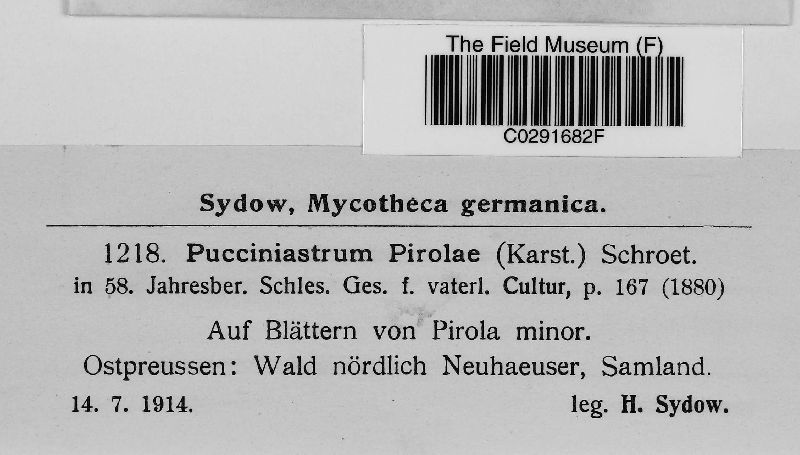 The Field Museum (F)
C0291682F
Sydow, Mycotheca germanica.
1218. Pucciniastrum Pirolae (Karst.) Schroet.
in 58. Jahresber. Schles. Ges. f. vaterl. Cultur, p. 167 (1880)
Auf Blättern von Pirola minor.
Ostpreussen: Wald nördlich Neuhaeuser, Samland.
14. 7. 1914. leg. H. Sydow.